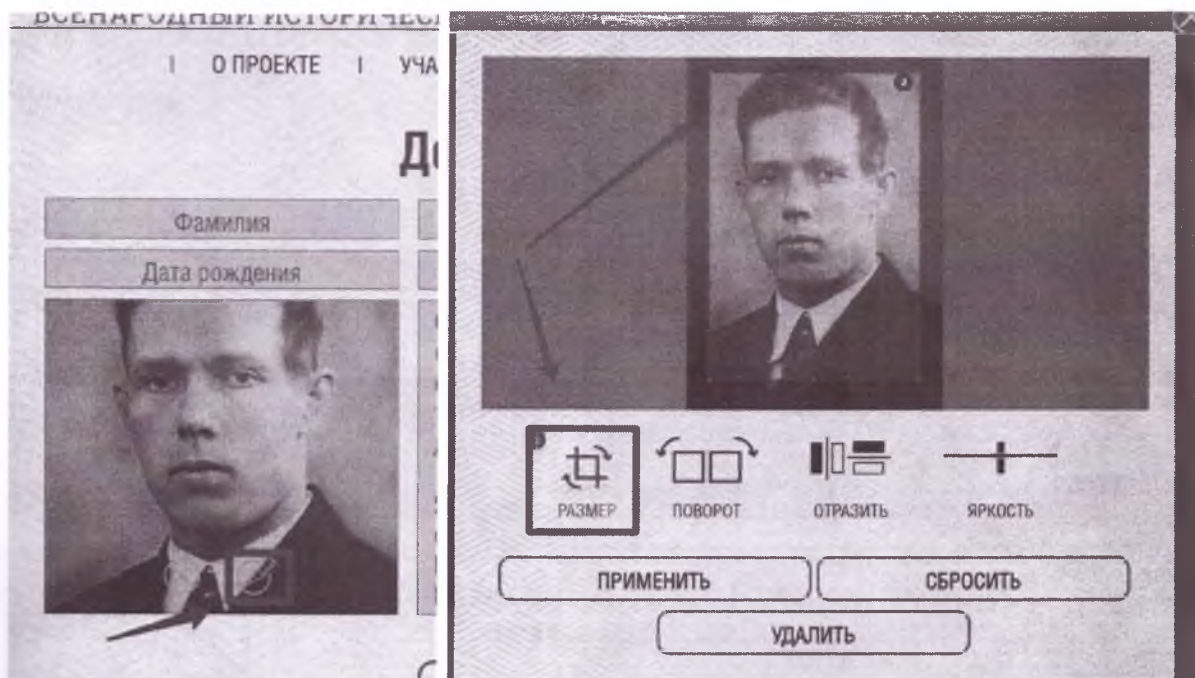 ВСЕНАРОДНЫЙ ИСТОРИЧЕС
| О ПРОЕКТЕ | УЧА
Фамилия
Дата рождения
РАЗМЕР
ПОВОРОТ
ОТРАЗИТЬ
ЯРКОСТЬ
ПРИМЕНИТЬ
СБРОСИТЬ
УДАЛИТЬ